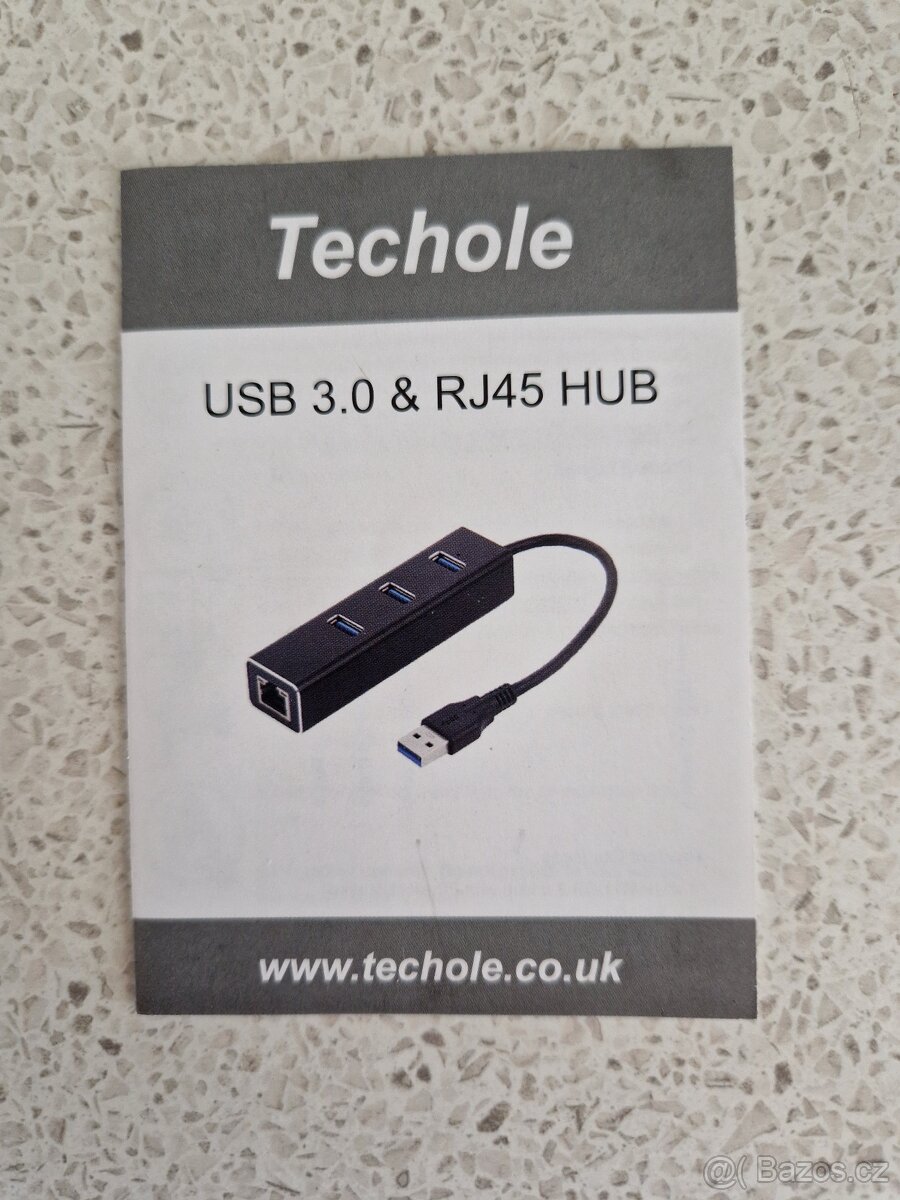 Techole
USB 3.0 & RJ45 HUB
www.techole.co.uk
@( Bazos.cz